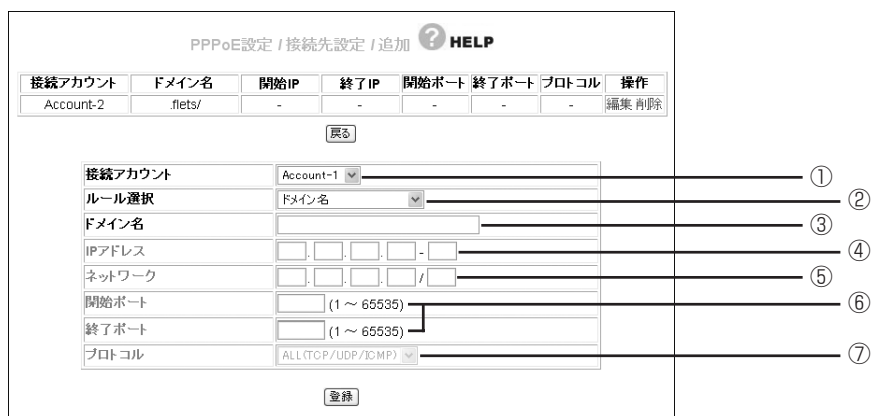 PPPoE設定 / 接続先設定 / 追加 ? HELP
接続アカウント ドメイン名 開始IP 終了IP 開始ポート 終了ポート プロトコル 操作
Account-2 .flets/ - - - - - 編集 削除
戻る
接続アカウント Account-1 ①
ルール選択 ドメイン名 ②
ドメイン名 ③
IPアドレス . . . - ④
ネットワーク . . . / ⑤
開始ポート (1 ～ 65535) ⑥
終了ポート (1 ～ 65535)
プロトコル ALL(TCP/UDP/ICMP) ⑦
登録